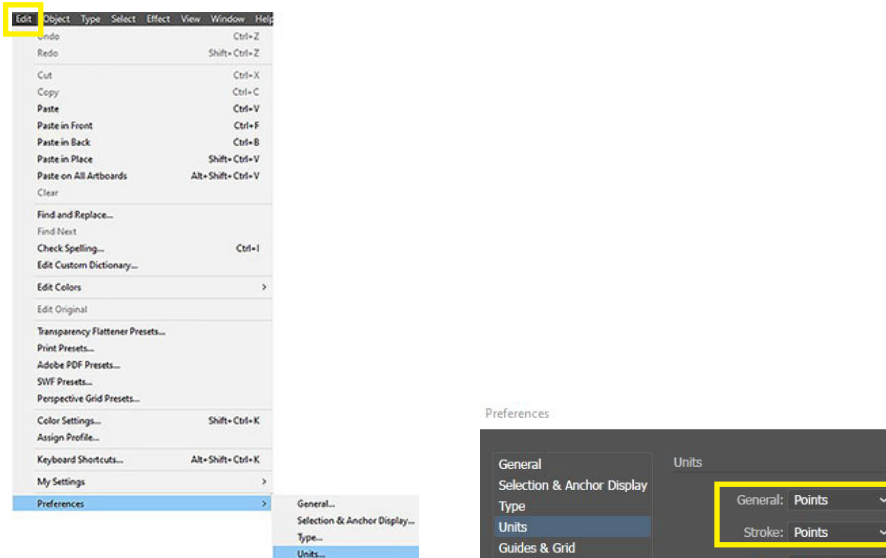 Edit Object Type Select Effect View Window Help
Undo Ctrl+Z
Redo Shift+Ctrl+Z
Cut Ctrl+X
Copy Ctrl+C
Paste Ctrl+V
Paste in Front Ctrl+F
Paste in Back Ctrl+B
Paste in Place Shift+Ctrl+V
Paste on All Artboards Alt+Shift+Ctrl+V
Clear
Find and Replace...
Find Next
Check Spelling... Ctrl+I
Edit Custom Dictionary...
Edit Colors >
Edit Original
Transparency Flattener Presets...
Print Presets...
Adobe PDF Presets...
SWF Presets...
Perspective Grid Presets...
Color Settings... Shift+Ctrl+K
Assign Profile...
Keyboard Shortcuts... Alt+Shift+Ctrl+K
My Settings >
Preferences >
General...
Selection & Anchor Display...
Type...
Units...
Preferences
General
Selection & Anchor Display
Type
Units
Guides & Grid
Units
General: Points
Stroke: Points